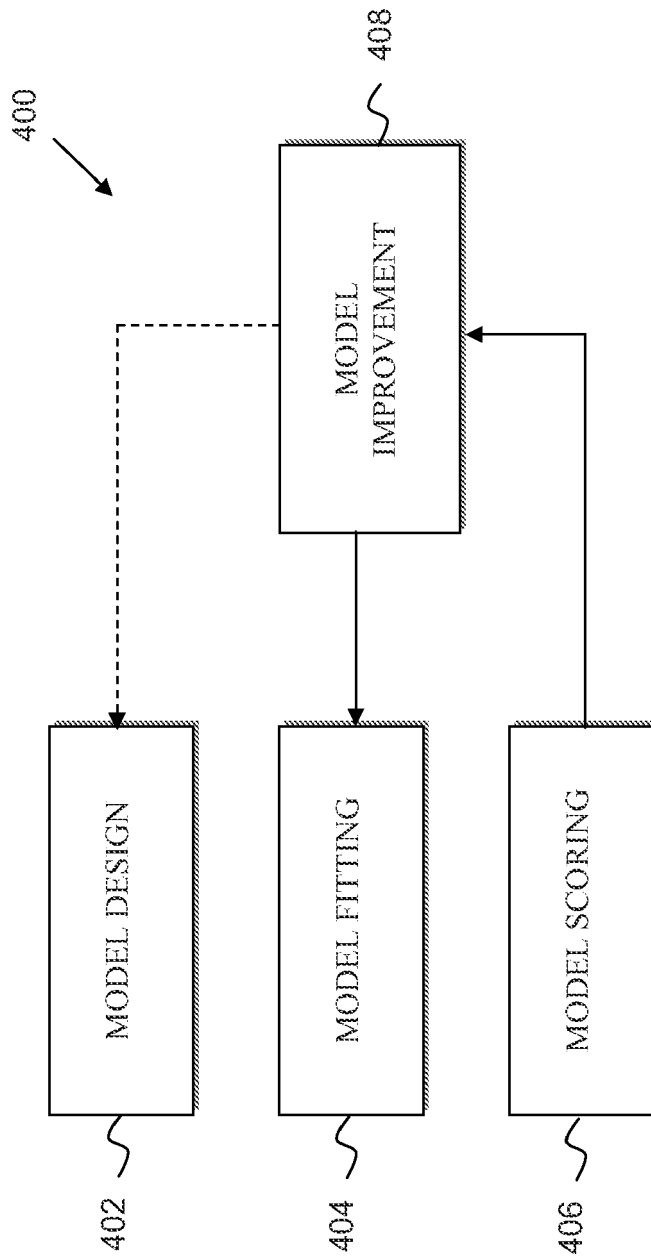 400
402
MODEL DESIGN
404
MODEL FITTING
406
MODEL SCORING
MODEL
IMPROVEMENT
408